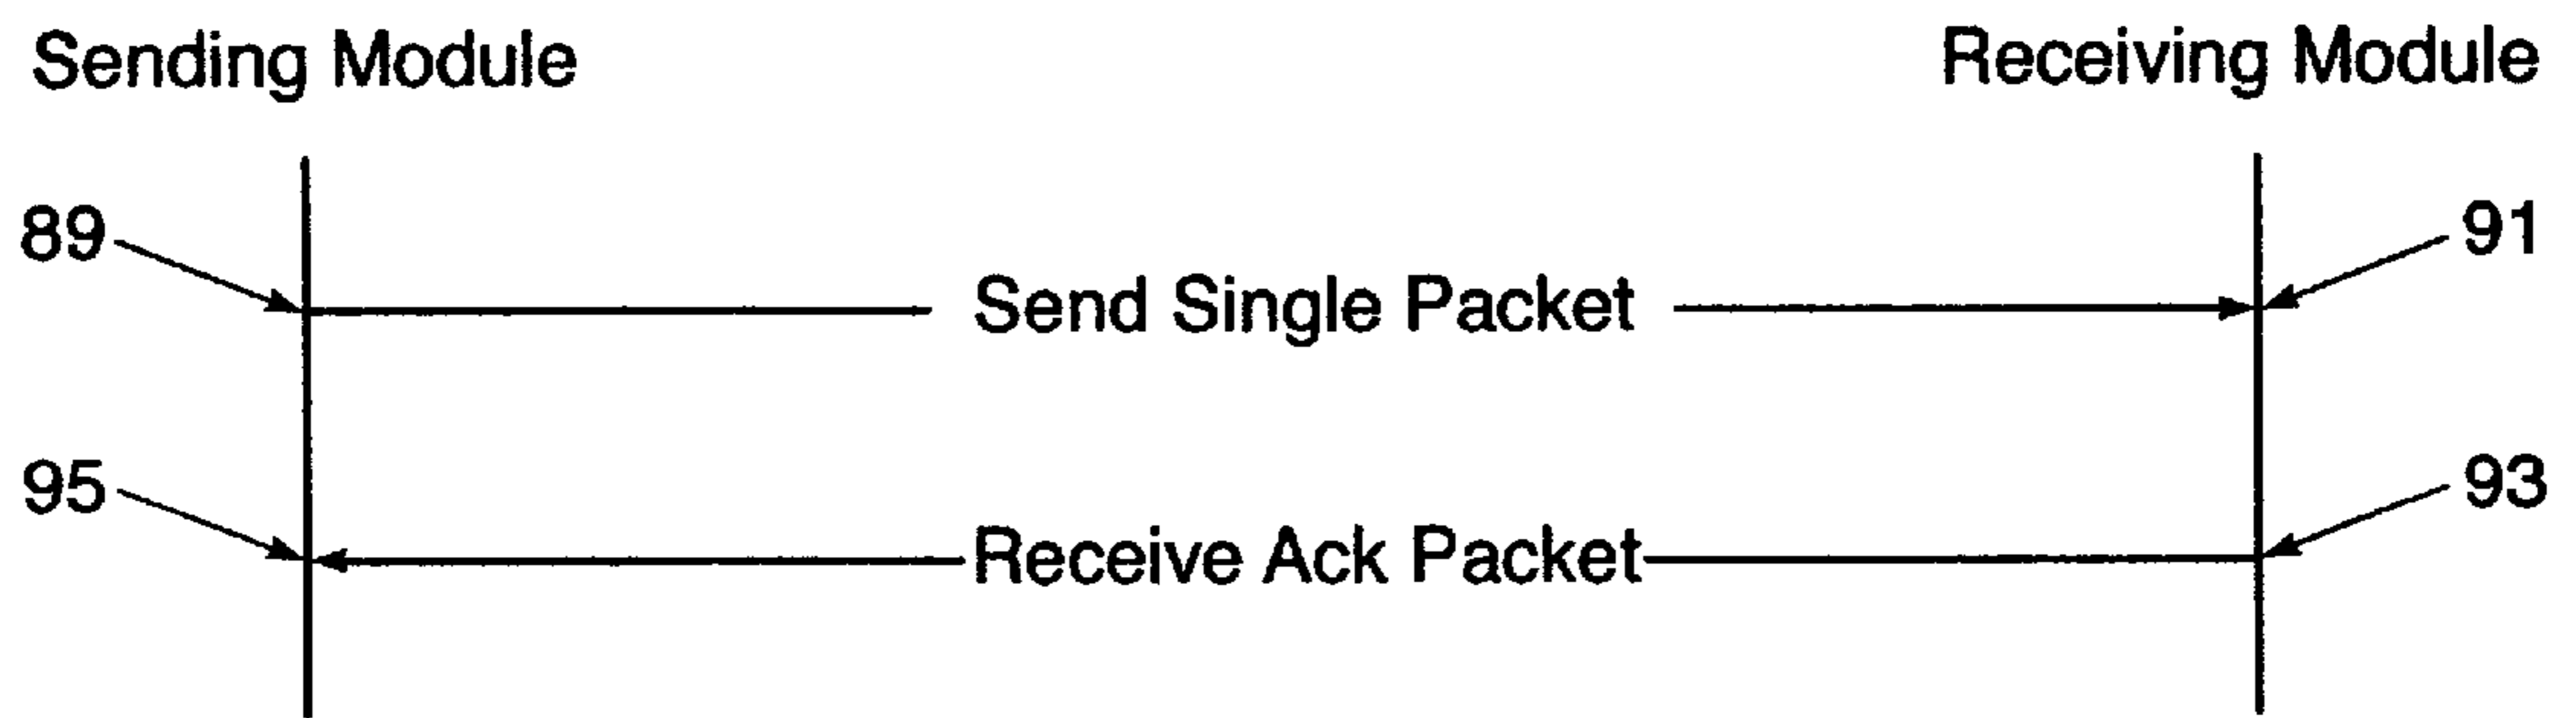 Sending Module
Receiving Module
89
91
Send Single Packet
95
93
Receive Ack Packet